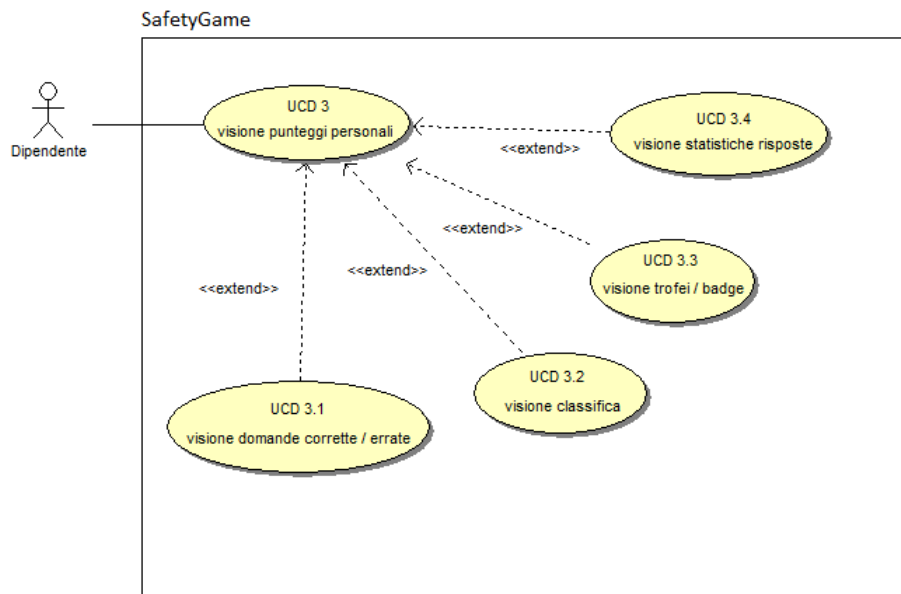 SafetyGame
Dipendente
UCD 3
visione punteggi personali
UCD 3.4
visione statistiche risposte
<<extend>>
<<extend>>
<<extend>>
<<extend>>
UCD 3.3
visione trofei / badge
UCD 3.2
visione classifica
UCD 3.1
visione domande corrette / errate